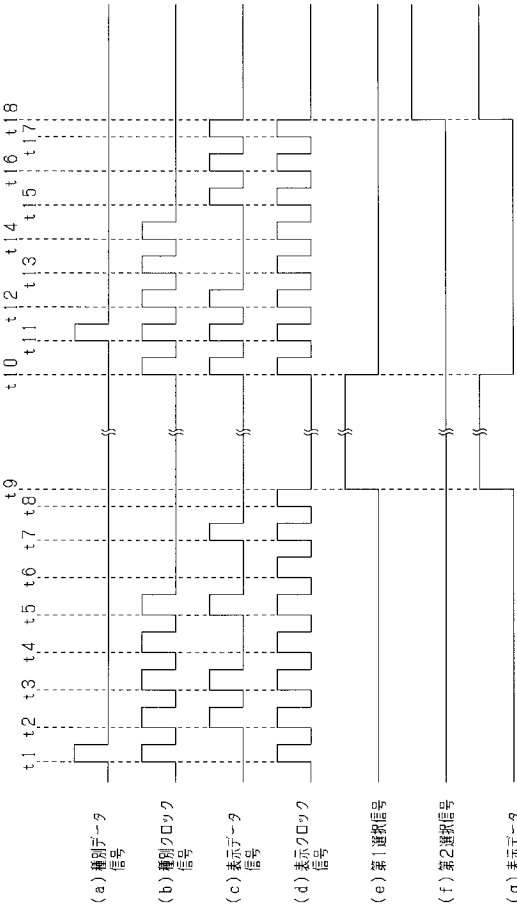 t1 t2 t3 t4 t5 t6 t7 t8 t9 t10 t11 t12 t13 t14 t15 t16 t17 t18
(a)種別データ
信号
(b)種別クロック
信号
(c)表示データ
信号
(d)表示クロック
信号
(e)第1選択信号
(f)第2選択信号
(g)表示データ